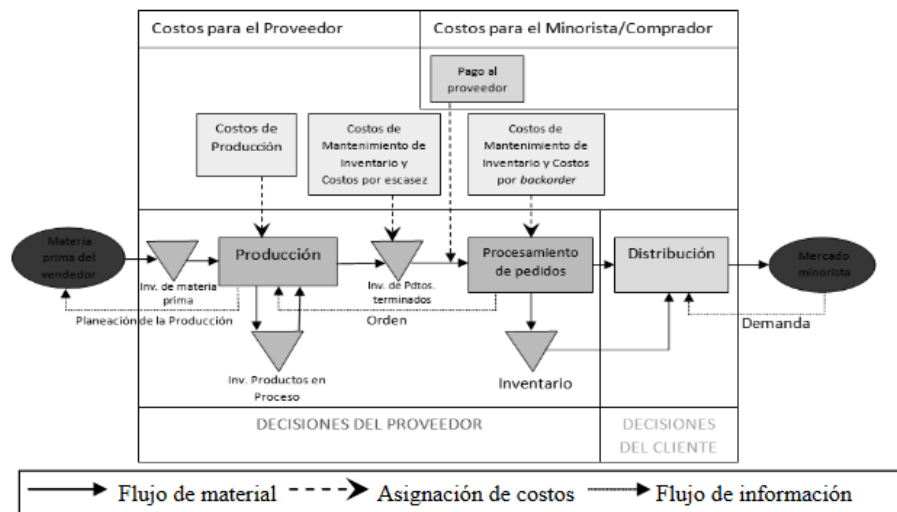 Costos para el Proveedor
Costos para el Minorista/Comprador
Pago al
proveedor
Costos de
Producción
Costos de
Mantenimiento de
Inventario y
Costos por escasez
Costos de
Mantenimiento de
Inventario y Costos
por backorder
Materia
prima del
vendedor
Inv. de materia
prima
Producción
Inv. de Pdtos.
terminados
Procesamiento
de pedidos
Distribución
Mercado
minorista
Planeación de la Producción
Orden
Demanda
Inv. Productos en
Proceso
Inventario
DECISIONES DEL PROVEEDOR
DECISIONES
DEL CLIENTE
Flujo de material
Asignación de costos
Flujo de información